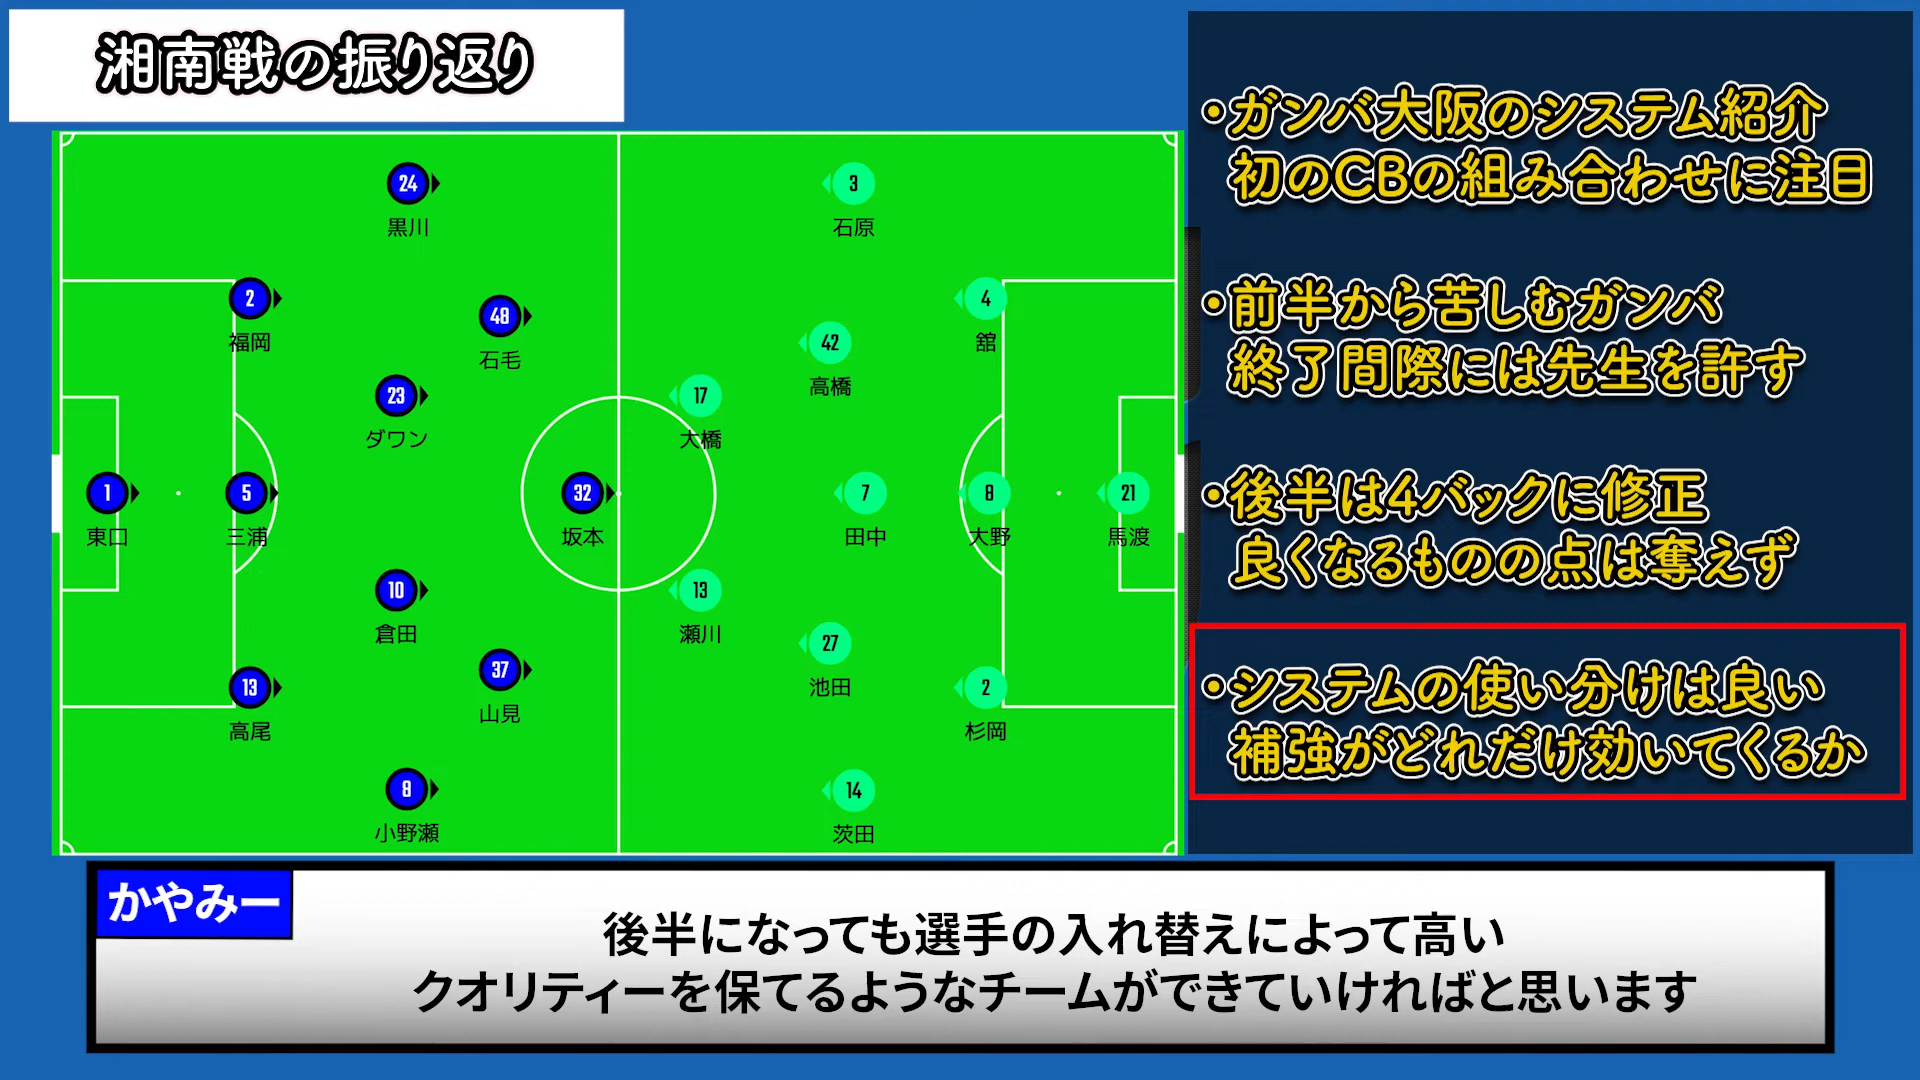 湘南戦の振り返り
・ガンバ大阪のシステム紹介
初のCBの組み合わせに注目
・前半から苦しむガンバ
終了間際には先生を許す
・後半は4バックに修正
良くなるものの点は奪えず
・システムの使い分けは良い
補強がどれだけ効いてくるか
24
黒川
3
石原
2
福岡
4
舘
48
石毛
42
高橋
23
ダワン
17
大橋
1
東口
5
三浦
32
坂本
7
田中
8
大野
21
馬渡
10
倉田
13
瀬川
27
池田
13
高尾
37
山見
2
杉岡
8
小野瀬
14
茨田
かやみー
後半になっても選手の入れ替えによって高い
クオリティーを保てるようなチームができていければと思います